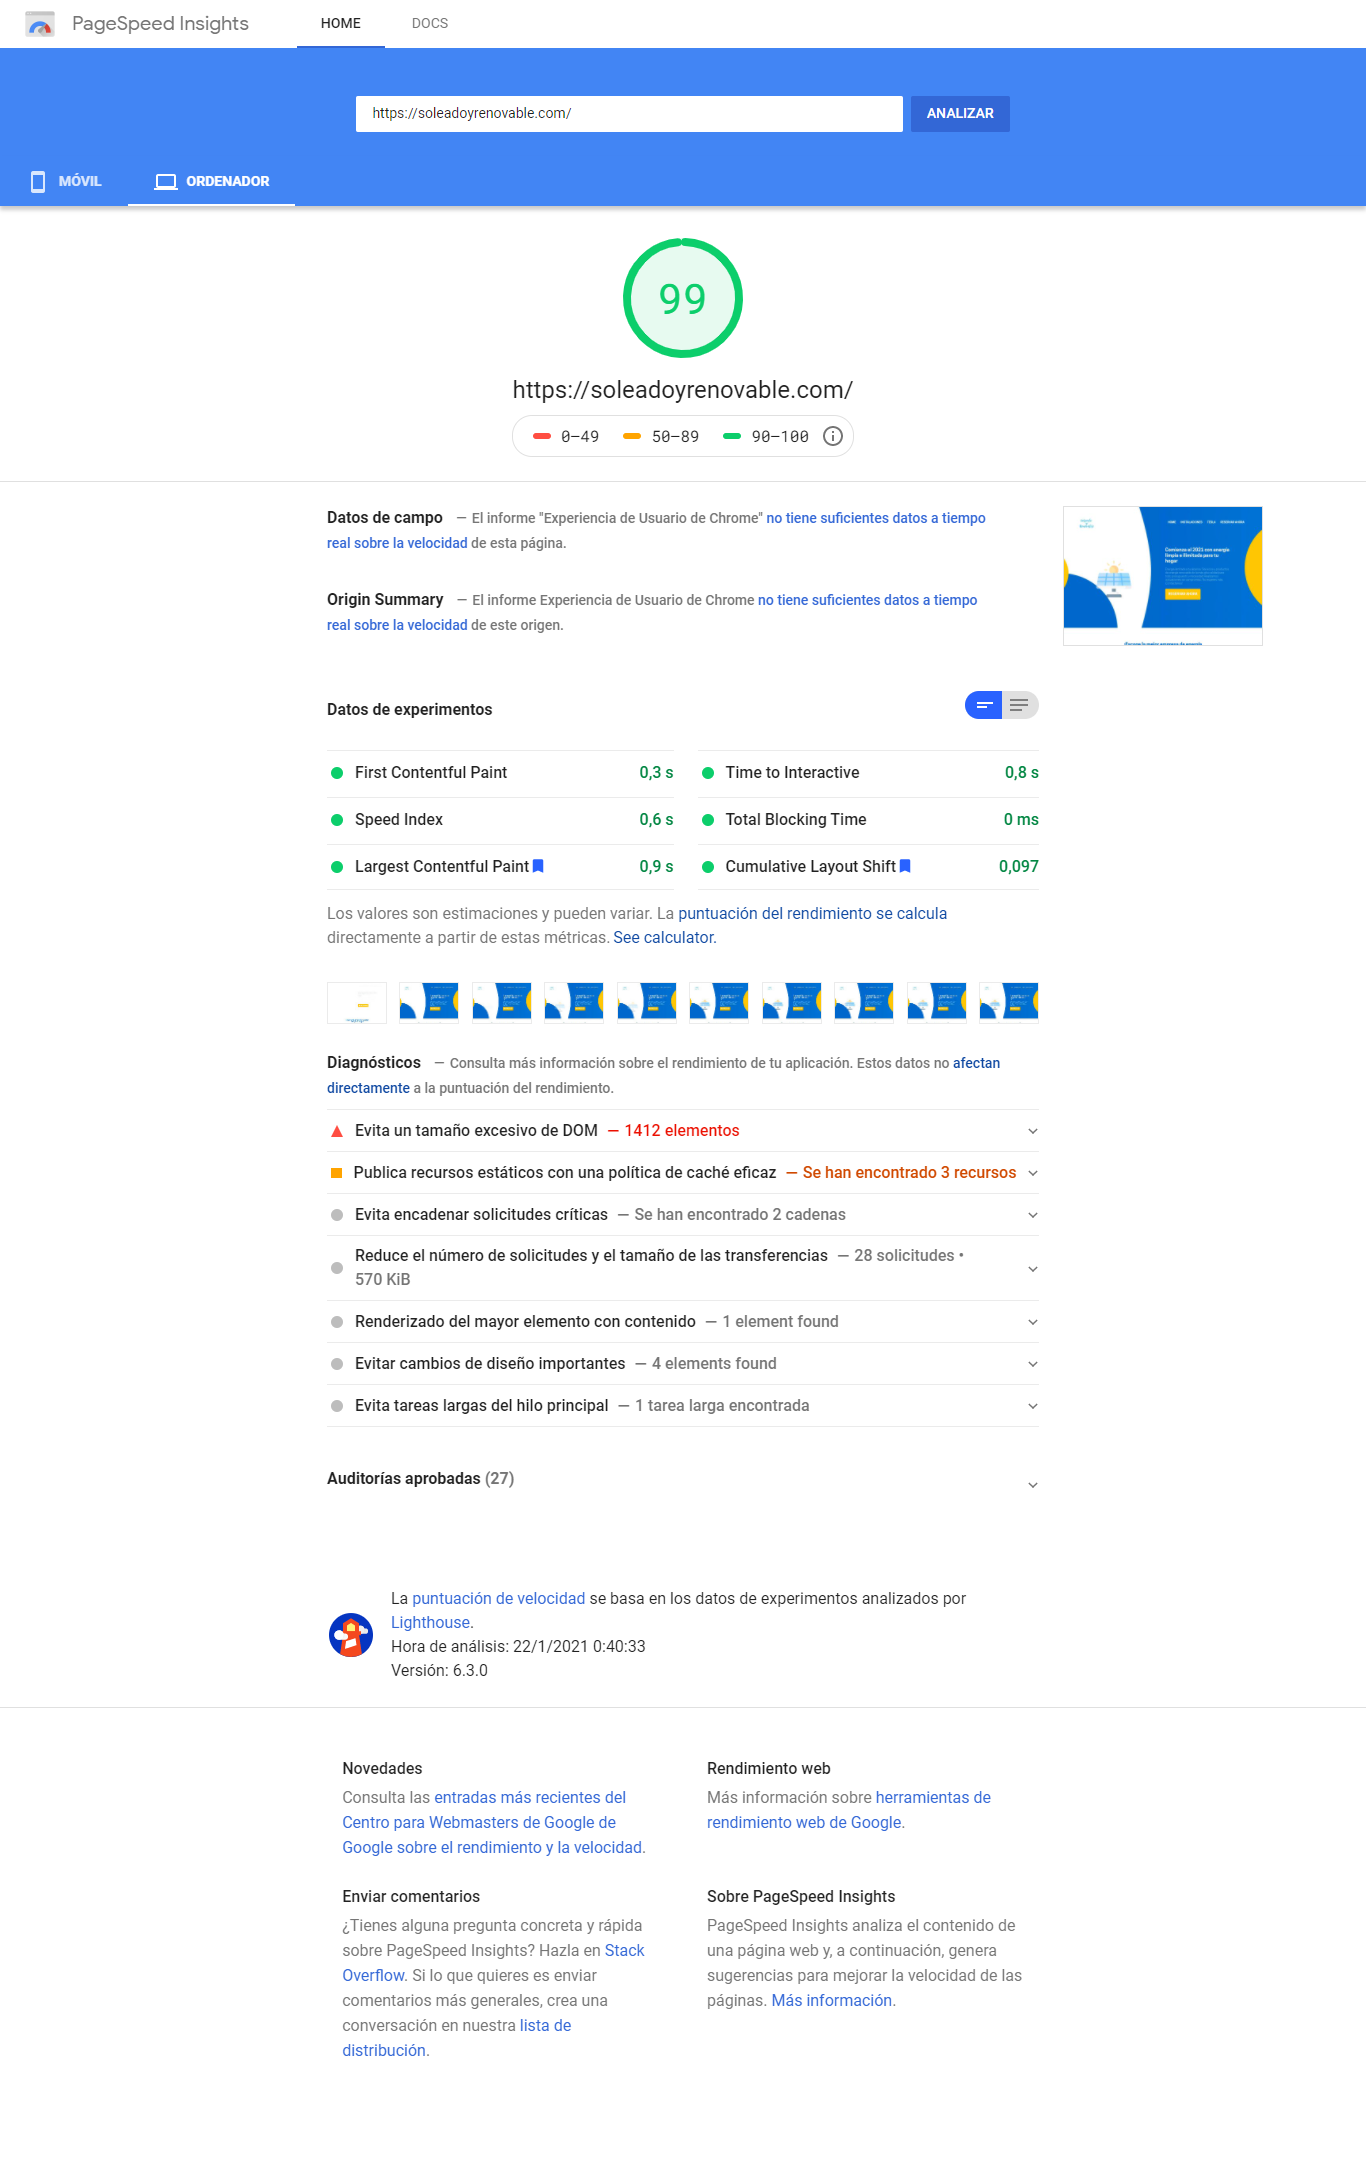 PageSpeed Insights
HOME
DOCS
https://soleadoyrenovable.com/
ANALIZAR
MÓVIL
ORDENADOR
99
https://soleadoyrenovable.com/
0–49
50–89
90–100
Datos de campo — El informe "Experiencia de Usuario de Chrome" no tiene suficientes datos a tiempo
real sobre la velocidad de esta página.
Origin Summary — El informe Experiencia de Usuario de Chrome no tiene suficientes datos a tiempo
real sobre la velocidad de este origen.
Comienza el 2021 con energía
limpia e ilimitada para tu
hogar
Datos de experimentos
First Contentful Paint 0,3 s
Time to Interactive 0,8 s
Speed Index 0,6 s
Total Blocking Time 0 ms
Largest Contentful Paint 0,9 s
Cumulative Layout Shift 0,097
Los valores son estimaciones y pueden variar. La puntuación del rendimiento se calcula
directamente a partir de estas métricas. See calculator.
Diagnósticos — Consulta más información sobre el rendimiento de tu aplicación. Estos datos no afectan
directamente a la puntuación del rendimiento.
Evita un tamaño excesivo de DOM — 1412 elementos
Publica recursos estáticos con una política de caché eficaz — Se han encontrado 3 recursos
Evita encadenar solicitudes críticas — Se han encontrado 2 cadenas
Reduce el número de solicitudes y el tamaño de las transferencias — 28 solicitudes •
570 KiB
Renderizado del mayor elemento con contenido — 1 element found
Evitar cambios de diseño importantes — 4 elements found
Evita tareas largas del hilo principal — 1 tarea larga encontrada
Auditorías aprobadas (27)
La puntuación de velocidad se basa en los datos de experimentos analizados por
Lighthouse.
Hora de análisis: 22/1/2021 0:40:33
Versión: 6.3.0
Novedades
Consulta las entradas más recientes del
Centro para Webmasters de Google de
Google sobre el rendimiento y la velocidad.
Rendimiento web
Más información sobre herramientas de
rendimiento web de Google.
Enviar comentarios
¿Tienes alguna pregunta concreta y rápida
sobre PageSpeed Insights? Hazla en Stack
Overflow. Si lo que quieres es enviar
comentarios más generales, crea una
conversación en nuestra lista de
distribución.
Sobre PageSpeed Insights
PageSpeed Insights analiza el contenido de
una página web y, a continuación, genera
sugerencias para mejorar la velocidad de las
páginas. Más información.